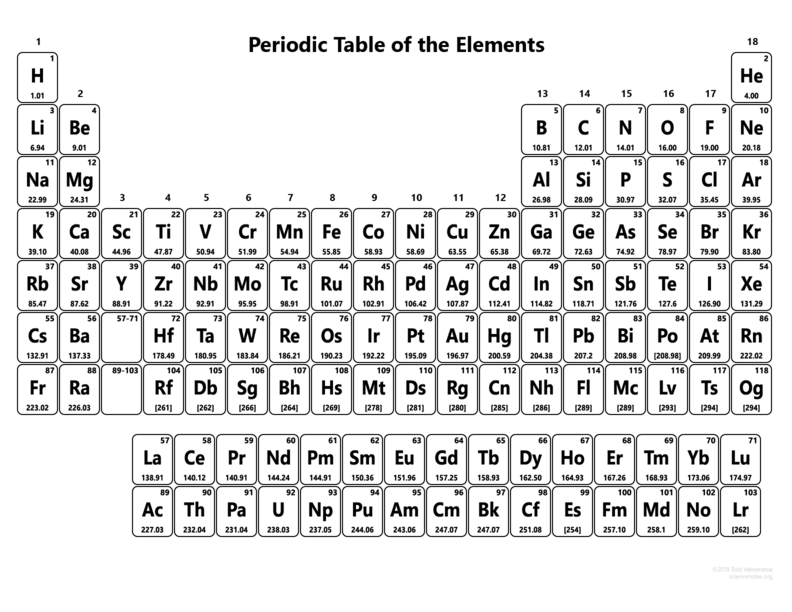 Periodic Table of the Elements
1 18
1 2
H He
1.01 4.00
2 13 14 15 16 17
3 4 5 6 7 8 9 10
Li Be B C N O F Ne
6.94 9.01 10.81 12.01 14.01 16.00 19.00 20.18
11 12 13 14 15 16 17 18
Na Mg Al Si P S Cl Ar
22.99 24.31 26.98 28.09 30.97 32.07 35.45 39.95
3 4 5 6 7 8 9 10 11 12
19 20 21 22 23 24 25 26 27 28 29 30 31 32 33 34 35 36
K Ca Sc Ti V Cr Mn Fe Co Ni Cu Zn Ga Ge As Se Br Kr
39.10 40.08 44.96 47.87 50.94 51.99 54.94 55.85 58.93 58.69 63.55 65.38 69.72 72.63 74.92 78.97 79.90 83.80
37 38 39 40 41 42 43 44 45 46 47 48 49 50 51 52 53 54
Rb Sr Y Zr Nb Mo Tc Ru Rh Pd Ag Cd In Sn Sb Te I Xe
85.47 87.62 88.91 91.22 92.91 95.95 98.91 101.07 102.91 106.42 107.87 112.41 114.82 118.71 121.76 127.6 126.90 131.29
55 56 57-71 72 73 74 75 76 77 78 79 80 81 82 83 84 85 86
Cs Ba Hf Ta W Re Os Ir Pt Au Hg Tl Pb Bi Po At Rn
132.91 137.33 178.49 180.95 183.84 186.21 190.23 192.22 195.09 196.97 200.59 204.38 207.2 208.98 [208.98] 209.99 222.02
87 88 89-103 104 105 106 107 108 109 110 111 112 113 114 115 116 117 118
Fr Ra Rf Db Sg Bh Hs Mt Ds Rg Cn Nh Fl Mc Lv Ts Og
223.02 226.03 [261] [262] [266] [264] [269] [278] [281] [280] [285] [286] [289] [289] [293] [294] [294]
57 58 59 60 61 62 63 64 65 66 67 68 69 70 71
La Ce Pr Nd Pm Sm Eu Gd Tb Dy Ho Er Tm Yb Lu
138.91 140.12 140.91 144.24 144.91 150.36 151.96 157.25 158.93 162.50 164.93 167.26 168.93 173.06 174.97
89 90 91 92 93 94 95 96 97 98 99 100 101 102 103
Ac Th Pa U Np Pu Am Cm Bk Cf Es Fm Md No Lr
227.03 232.04 231.04 238.03 237.05 244.06 243.06 247.07 247.07 251.08 [254] 257.10 258.1 259.10 [262]
©2018 Todd Helmenstine
sciencenotes.org